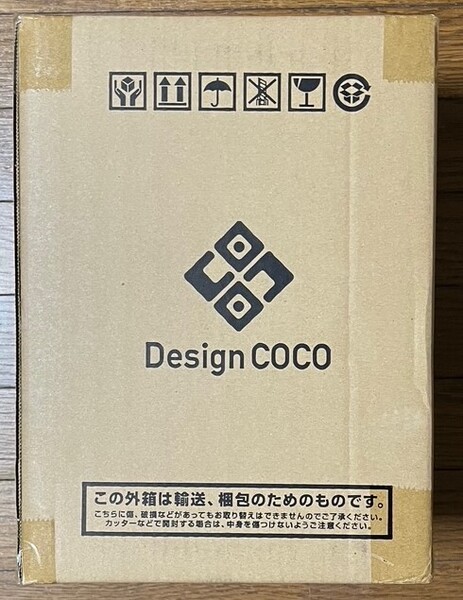 Design COCO
この外箱は輸送、梱包のためのものです。
こちらに傷、破損などがあってもお取り替えはできませんのでご了承ください。
カッターなどで開封する場合は、中身を傷つけないようご注意ください。